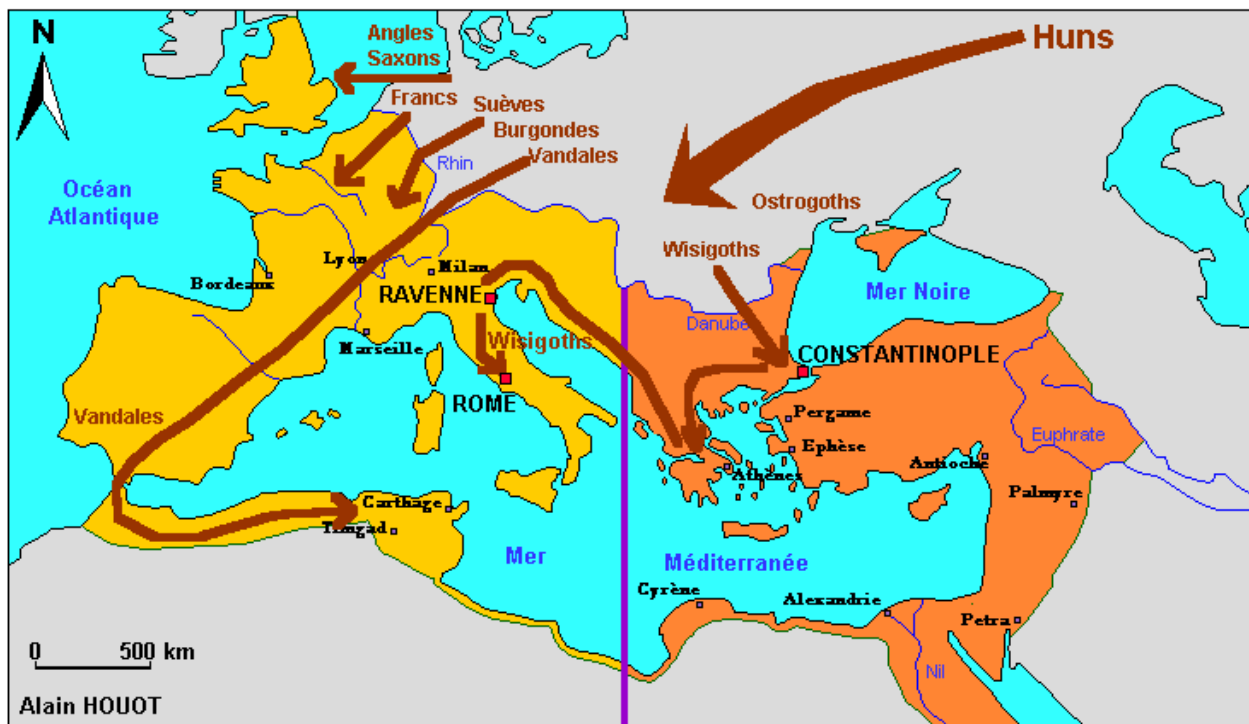 N
Angles
Saxons
Huns
Francs
Suèves
Burgondes
Vandales
Rhin
Océan
Atlantique
Ostrogoths
Wisigoths
Lyon
Milan
Bordeaux
RAVENNE
Mer Noire
Danube
Wisigoths
Marseille
CONSTANTINOPLE
ROME
Vandales
Pergame
Ephèse
Euphrate
Antioche
Athènes
Palmyre
Carthage
Timgad
Mer
Méditerranée
Cyrène
Alexandrie
Petra
0 500 km
Nil
Alain HOUOT